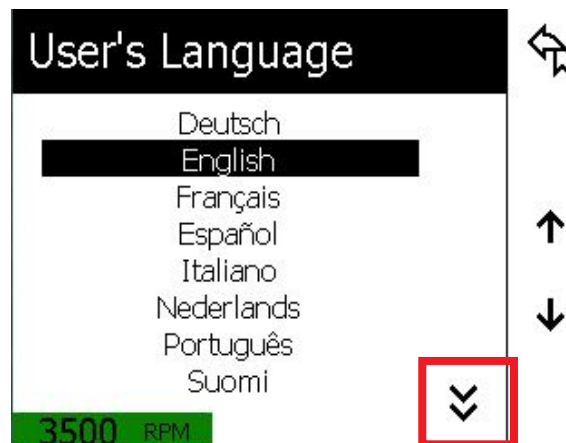 User's Language
Deutsch
English
Français
Español
Italiano
Nederlands
Português
Suomi
3500 RPM